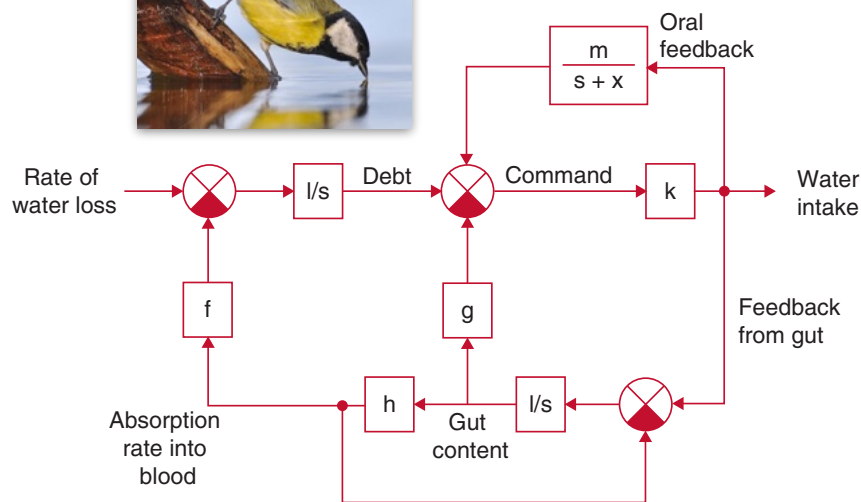 Oral
feedback
m
s + x
Rate of
water loss
l/s
Debt
Command
k
Water
intake
f
g
Feedback
from gut
h
l/s
Gut
content
Absorption
rate into
blood